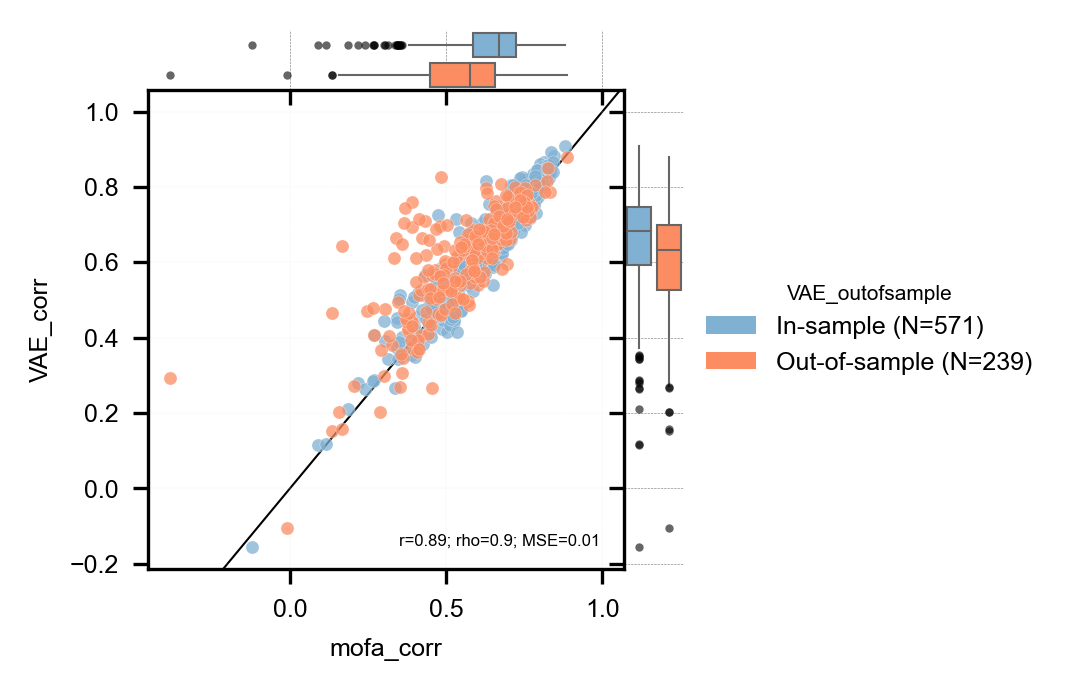 1.0
0.8
0.6
0.4
0.2
0.0
−0.2
VAE_corr
r=0.89; rho=0.9; MSE=0.01
0.0 0.5 1.0
mofa_corr
VAE_outofsample
In-sample (N=571)
Out-of-sample (N=239)